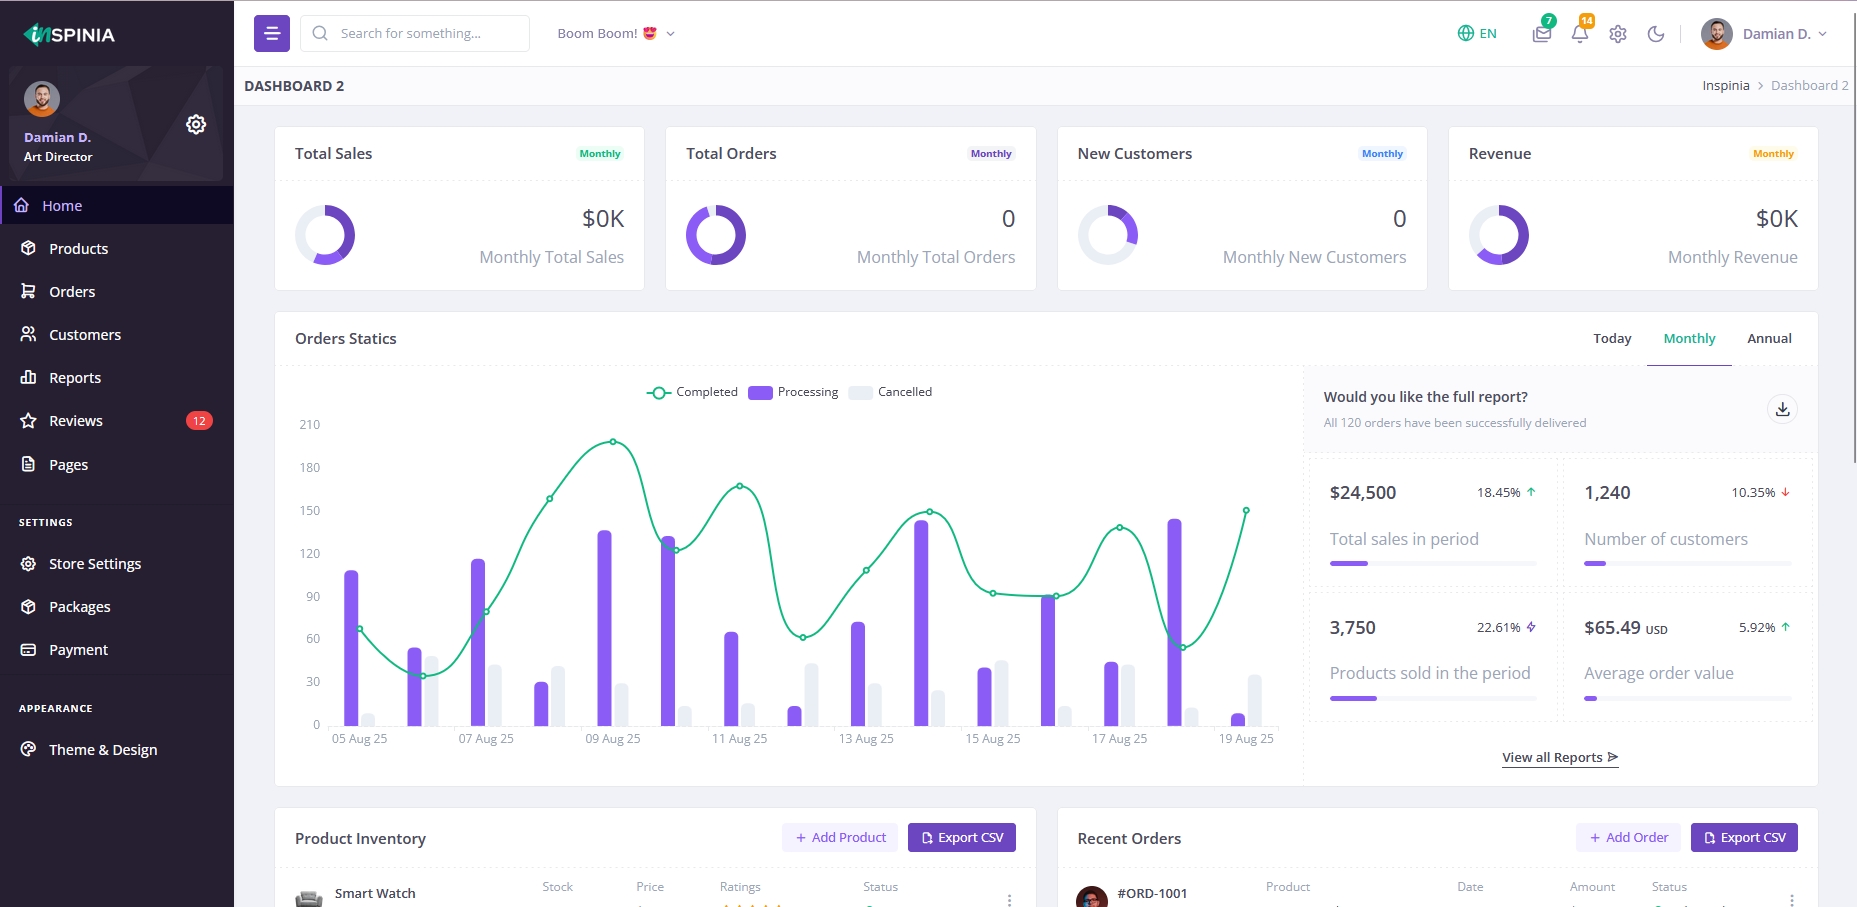 INSPINIA
Search for something...
Boom Boom! 😍
EN
7
14
Damian D.
Damian D.
Art Director
Home
Products
Orders
Customers
Reports
Reviews 12
Pages
SETTINGS
Store Settings
Packages
Payment
APPEARANCE
Theme & Design
DASHBOARD 2
Inspinia > Dashboard 2
Total Sales Monthly
$0K
Monthly Total Sales
Total Orders Monthly
0
Monthly Total Orders
New Customers Monthly
0
Monthly New Customers
Revenue Monthly
$0K
Monthly Revenue
Orders Statics
Today Monthly Annual
Completed Processing Cancelled
210
180
150
120
90
60
30
0
05 Aug 25 07 Aug 25 09 Aug 25 11 Aug 25 13 Aug 25 15 Aug 25 17 Aug 25 19 Aug 25
Would you like the full report?
All 120 orders have been successfully delivered
$24,500 18.45%
Total sales in period
1,240 10.35%
Number of customers
3,750 22.61%
Products sold in the period
$65.49 USD 5.92%
Average order value
View all Reports
Product Inventory
+ Add Product
Export CSV
Smart Watch
Stock Price Ratings Status
Recent Orders
+ Add Order
Export CSV
#ORD-1001
Product Date Amount Status